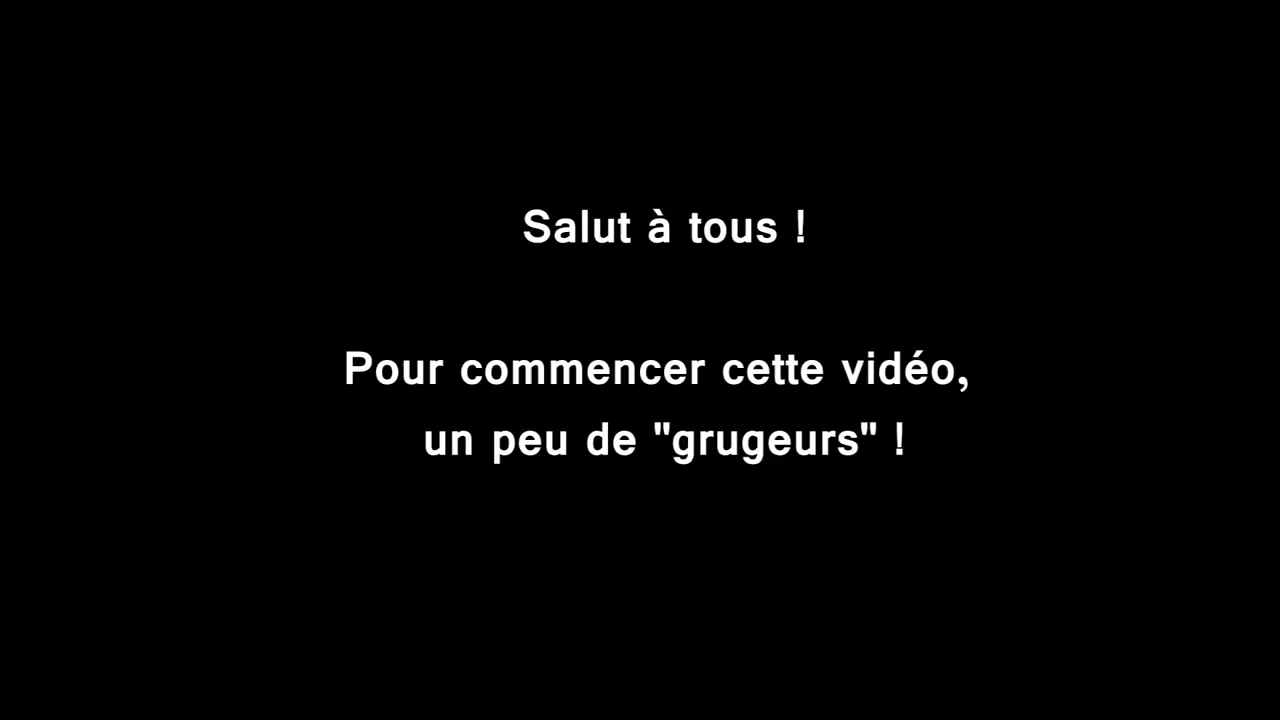 Salut à tous !
Pour commencer cette vidéo,
un peu de "grugeurs" !